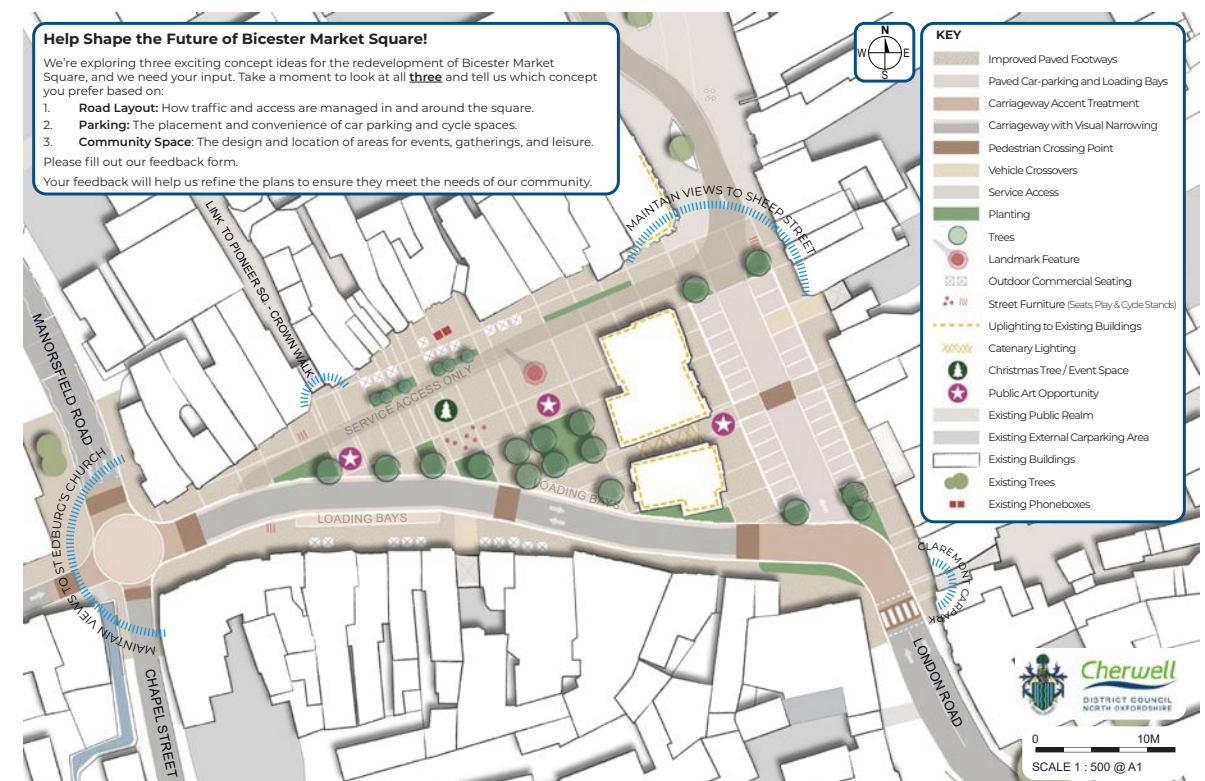 Help Shape the Future of Bicester Market Square!
We're exploring three exciting concept ideas for the redevelopment of Bicester Market
Square, and we need your input. Take a moment to look at all three and tell us which concept
you prefer based on:
1. Road Layout: How traffic and access are managed in and around the square.
2. Parking: The placement and convenience of car parking and cycle spaces.
3. Community Space: The design and location of areas for events, gatherings, and leisure.
Please fill out our feedback form.
Your feedback will help us refine the plans to ensure they meet the needs of our community.
N
W E
S
KEY
Improved Paved Footways
Paved Car-parking and Loading Bays
Carriageway Accent Treatment
Carriageway with Visual Narrowing
Pedestrian Crossing Point
Vehicle Crossovers
Service Access
Planting
Trees
Landmark Feature
Outdoor Commercial Seating
Street Furniture (Seats, Play & Cycle Stands)
Uplighting to Existing Buildings
Catenary Lighting
Christmas Tree / Event Space
Public Art Opportunity
Existing Public Realm
Existing External Carparking Area
Existing Buildings
Existing Trees
Existing Phoneboxes
MAINTAIN VIEWS TO SHEEP STREET
LINK TO PIONEER SQ. - CROWN WALK
MANORSFIELD ROAD
SERVICE ACCESS ONLY
LOADING BAYS
LOADING BAYS
MAINTAIN VIEWS TO ST EDBURG'S CHURCH
CLAREMONT CARPARK
CHAPEL STREET
LONDON ROAD
Cherwell
DISTRICT COUNCIL
NORTH OXFORDSHIRE
0 10M
SCALE 1 : 500 @ A1